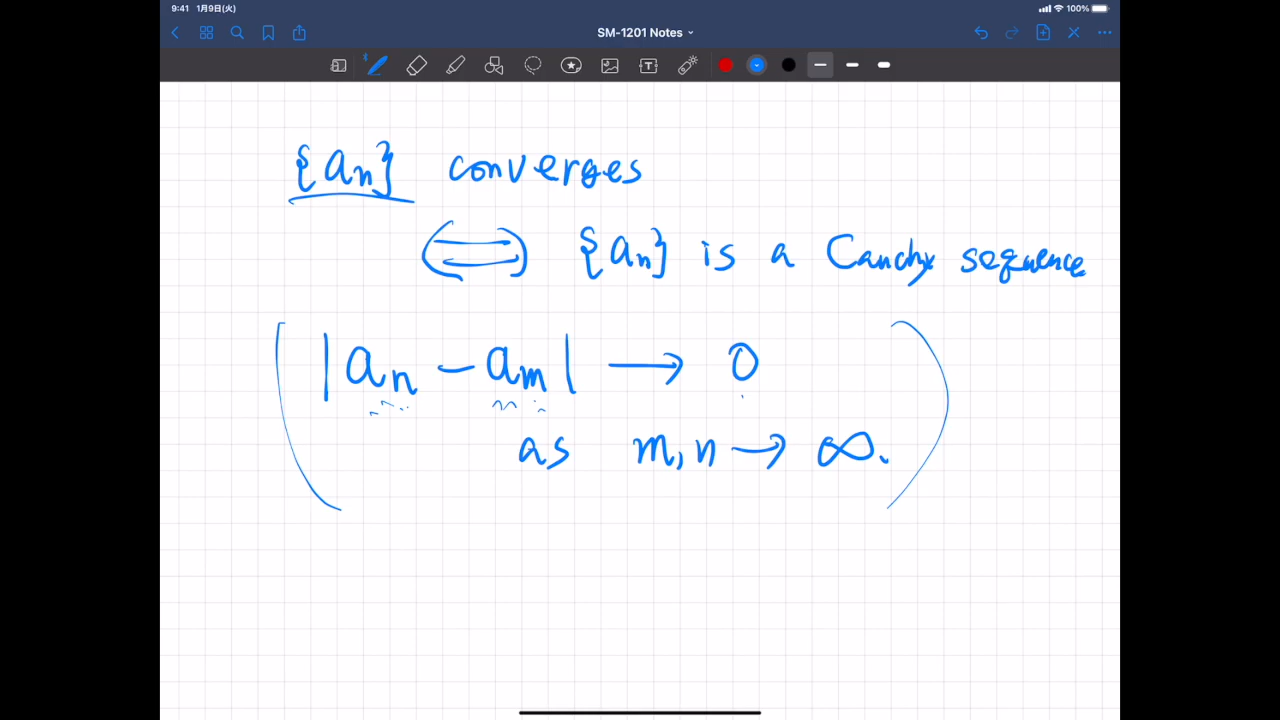 9:41 1月9日(火) 100%
SM-1201 Notes
{an} converges
⟺ {an} is a Cauchy sequence
|an − am| → 0
as m, n → ∞.